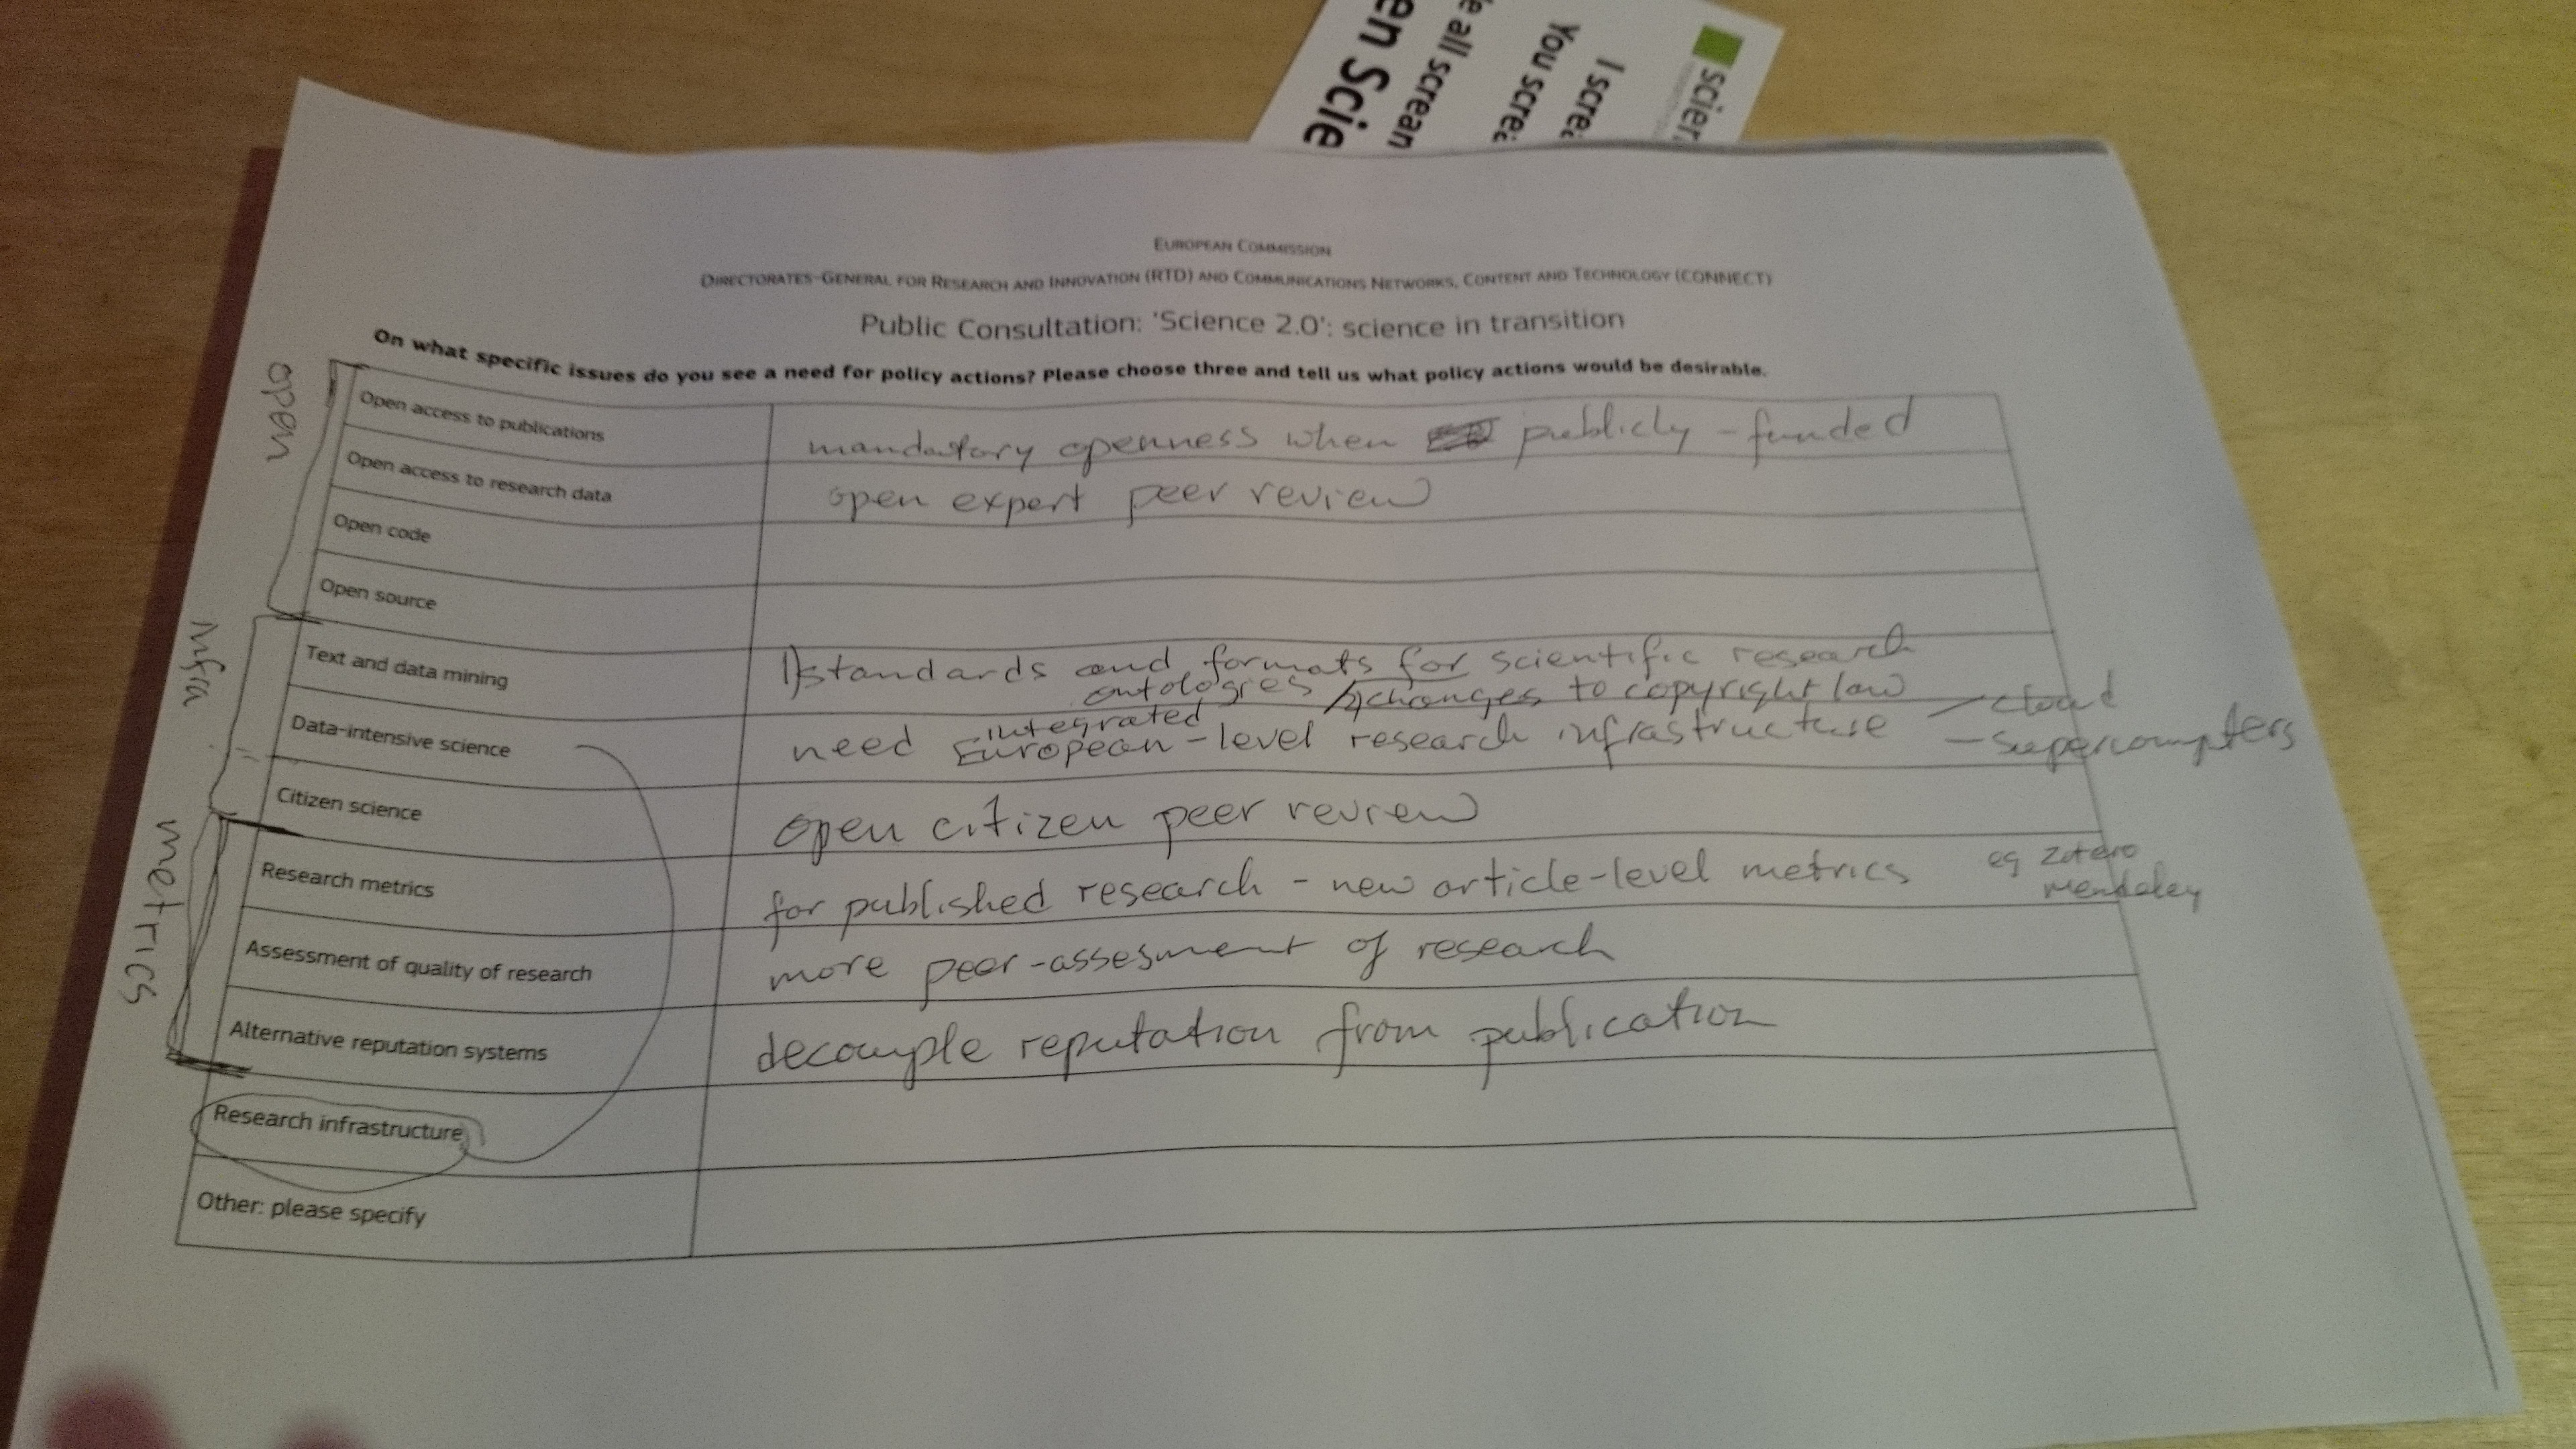 en Scie
e all scream
You screa
I screa
scien
EUROPEAN COMMISSION
DIRECTORATES-GENERAL FOR RESEARCH AND INNOVATION (RTD) AND COMMUNICATIONS NETWORKS, CONTENT AND TECHNOLOGY (CONNECT)
Public Consultation: 'Science 2.0': science in transition
On what specific issues do you see a need for policy actions? Please choose three and tell us what policy actions would be desirable.
open
Open access to publications
mandatory openness when publicly-funded
Open access to research data
open expert peer review
Open code
Open source
infra
Text and data mining
1) standards and formats for scientific research
ontologies 2) changes to copyright law
Data-intensive science
need integrated European-level research infrastructure
- cloud
- supercompters
Citizen science
open citizen peer review
metrics
Research metrics
for published research - new article-level metrics
eg Zotero
Mendeley
Assessment of quality of research
more peer-assesment of research
Alternative reputation systems
decouple reputation from publication
Research infrastructure
Other: please specify